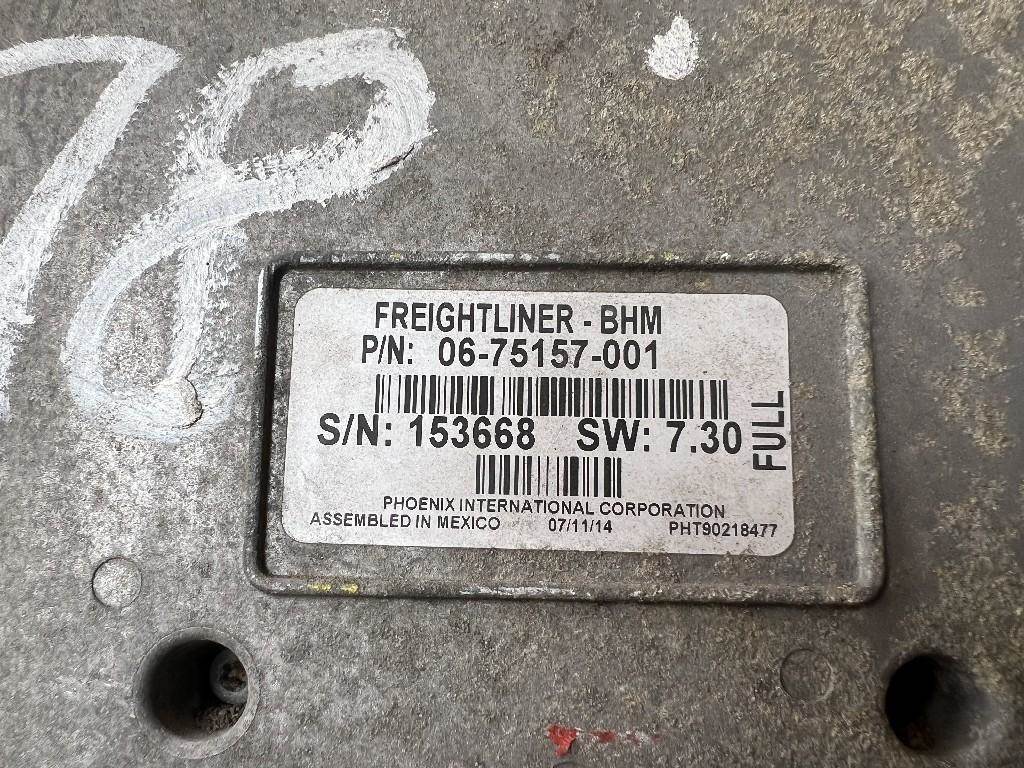 78
FREIGHTLINER - BHM
P/N: 06-75157-001
S/N: 153668 SW: 7.30
FULL
PHOENIX INTERNATIONAL CORPORATION
ASSEMBLED IN MEXICO 07/11/14 PHT90218477